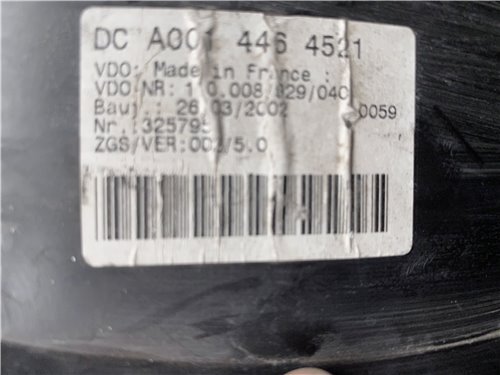 DC A001 446 4521
VDO: Made in France :
VDO NR: 110.008/829/040
Baut.: 26/03/2002 0059
Nr.:325795
ZGS/VER:002/5.0